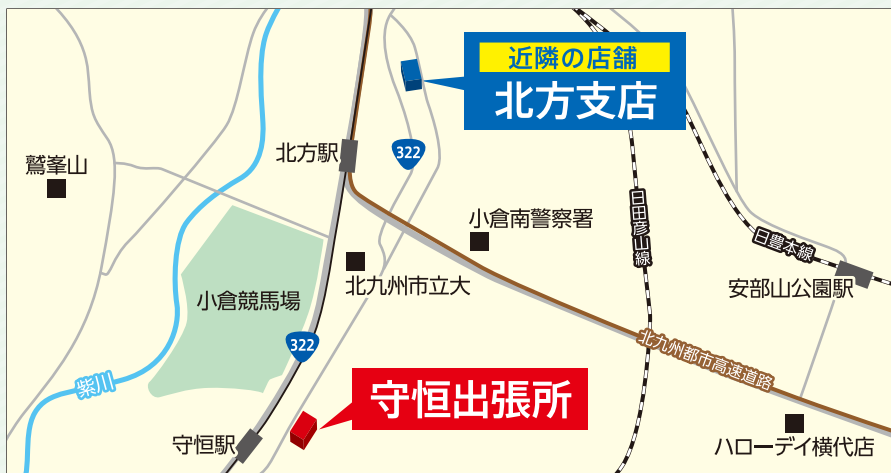 近隣の店舗
北方支店
北方駅
322
鷲峯山
小倉南警察署
日田彦山線
日豊本線
安部山公園駅
北九州市立大
小倉競馬場
322
北九州都市高速道路
紫川
守恒出張所
守恒駅
ハローデイ横代店